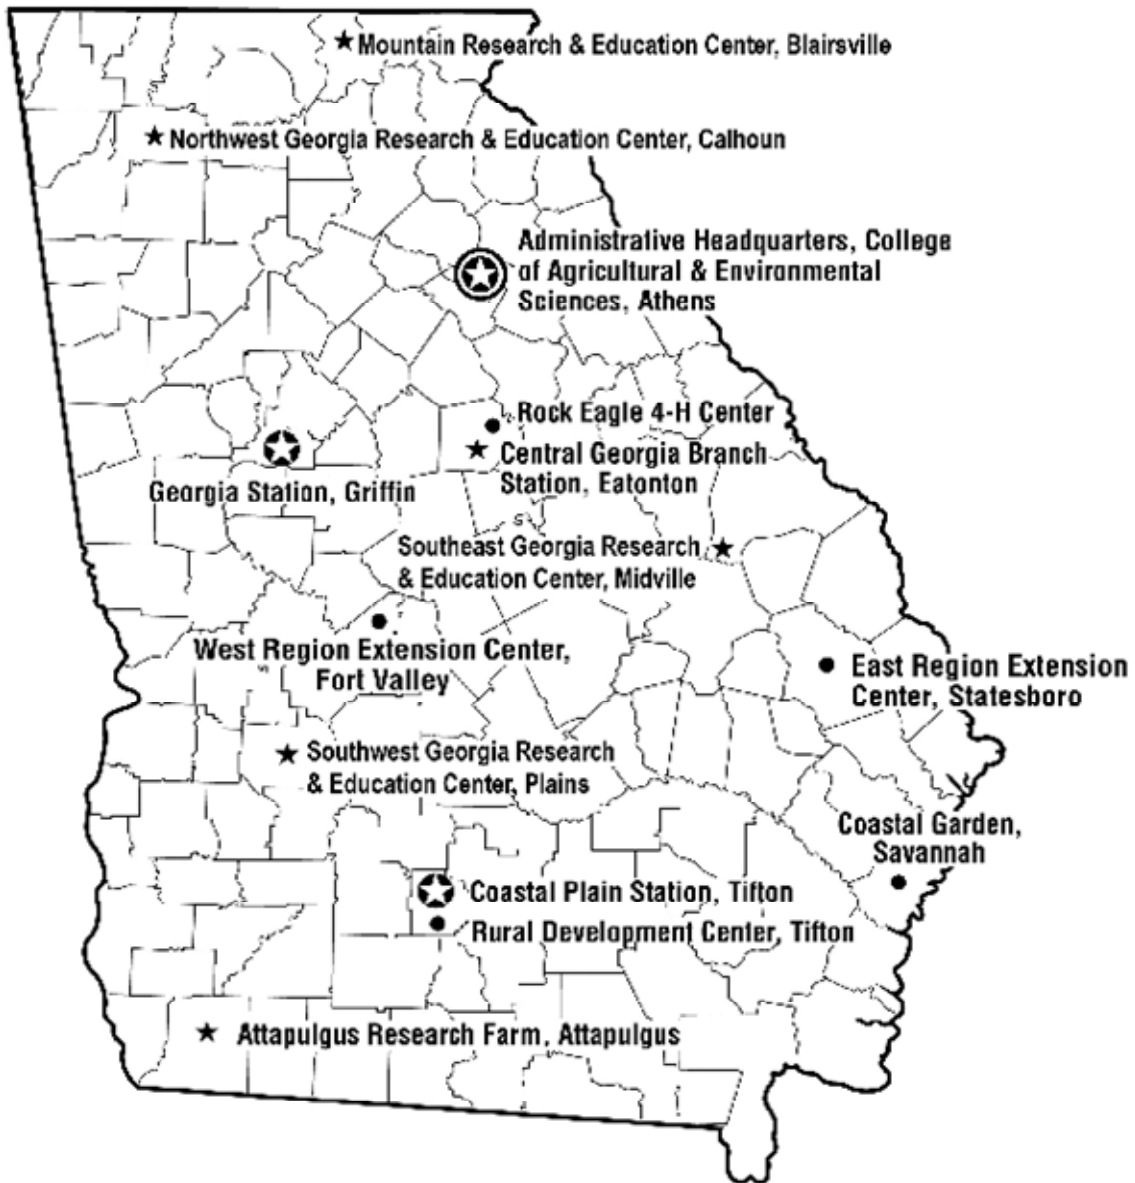 Mountain Research & Education Center, Blairsville
Northwest Georgia Research & Education Center, Calhoun
Administrative Headquarters, College
of Agricultural & Environmental
Sciences, Athens
Rock Eagle 4-H Center
Central Georgia Branch
Station, Eatonton
Georgia Station, Griffin
Southeast Georgia Research
& Education Center, Midville
West Region Extension Center,
Fort Valley
East Region Extension
Center, Statesboro
Southwest Georgia Research
& Education Center, Plains
Coastal Garden,
Savannah
Coastal Plain Station, Tifton
Rural Development Center, Tifton
Attapulgus Research Farm, Attapulgus